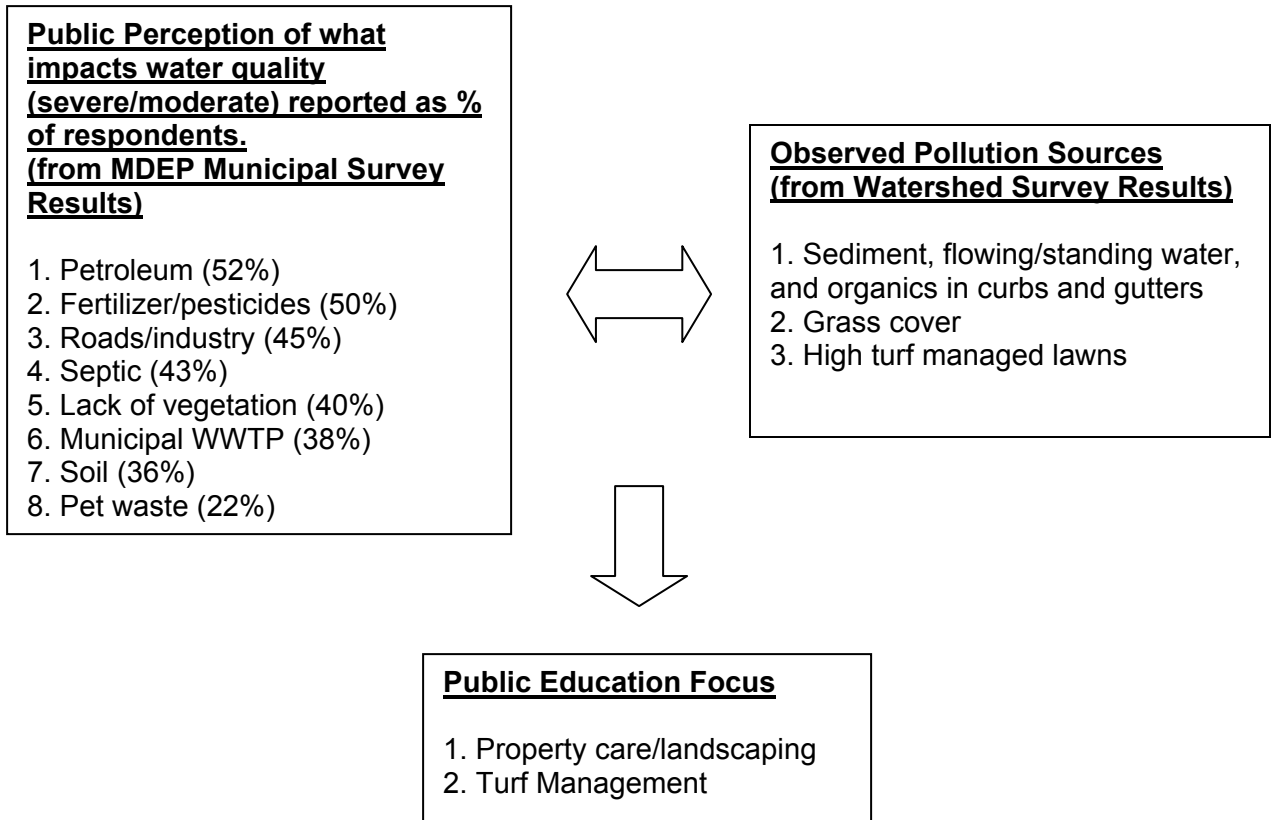 Public Perception of what
impacts water quality
(severe/moderate) reported as %
of respondents.
(from MDEP Municipal Survey
Results)
1. Petroleum (52%)
2. Fertilizer/pesticides (50%)
3. Roads/industry (45%)
4. Septic (43%)
5. Lack of vegetation (40%)
6. Municipal WWTP (38%)
7. Soil (36%)
8. Pet waste (22%)
Observed Pollution Sources
(from Watershed Survey Results)
1. Sediment, flowing/standing water,
and organics in curbs and gutters
2. Grass cover
3. High turf managed lawns
Public Education Focus
1. Property care/landscaping
2. Turf Management